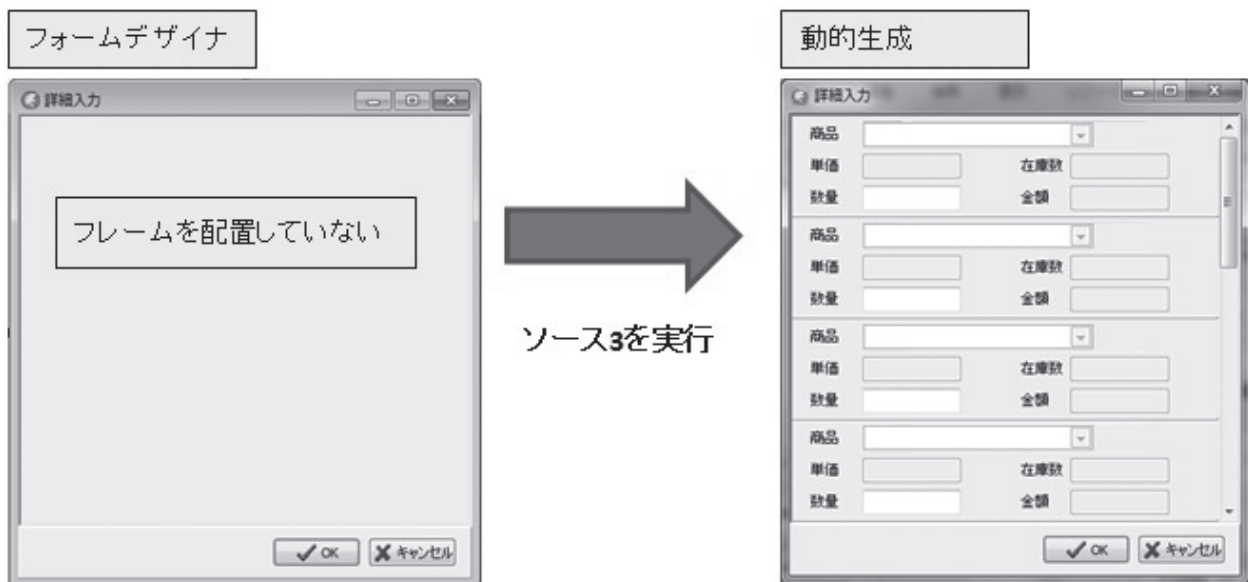 フォームデザイナ
詳細入力
フレームを配置していない
OK
キャンセル
ソース3を実行
動的生成
詳細入力
商品
単価 在庫数
数量 金額
商品
単価 在庫数
数量 金額
商品
単価 在庫数
数量 金額
商品
単価 在庫数
数量 金額
OK
キャンセル